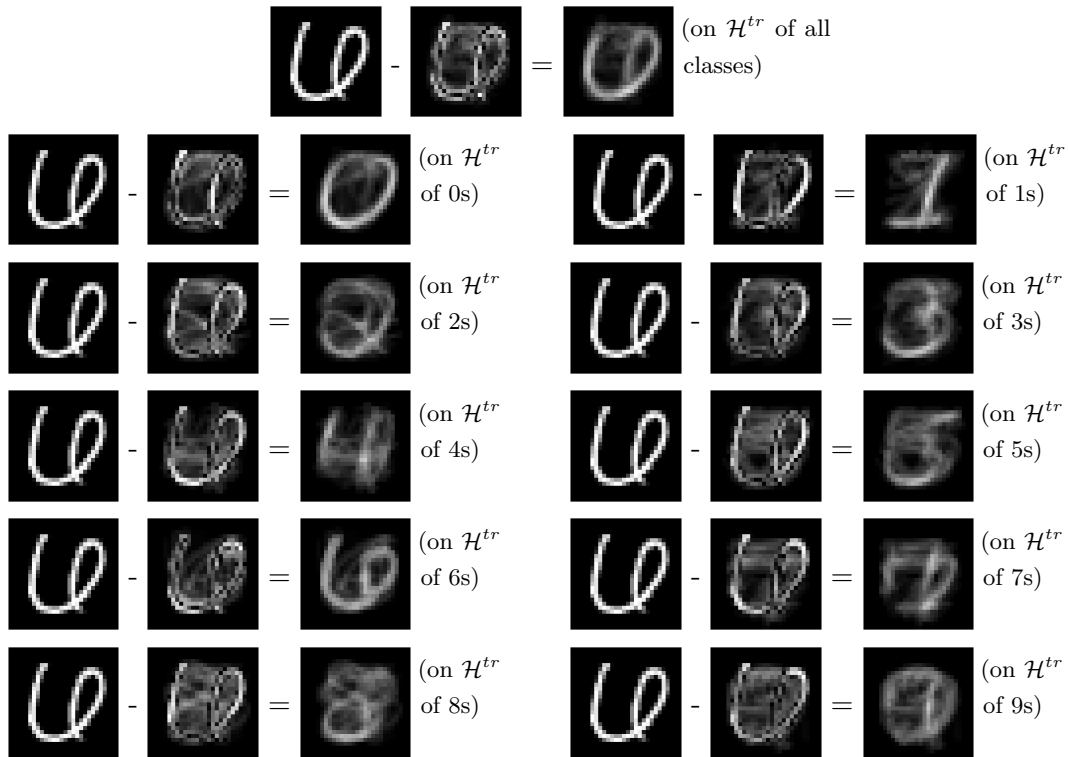 - = (on 𝓗^{tr} of all
classes)
- = (on 𝓗^{tr}
of 0s)
- = (on 𝓗^{tr}
of 1s)
- = (on 𝓗^{tr}
of 2s)
- = (on 𝓗^{tr}
of 3s)
- = (on 𝓗^{tr}
of 4s)
- = (on 𝓗^{tr}
of 5s)
- = (on 𝓗^{tr}
of 6s)
- = (on 𝓗^{tr}
of 7s)
- = (on 𝓗^{tr}
of 8s)
- = (on 𝓗^{tr}
of 9s)